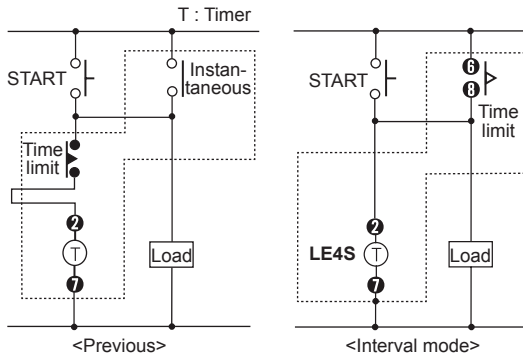 T : Timer
START
Instan-
taneous
Time
limit
2
T
7
Load
<Previous>
START
6
8
Time
limit
2
LE4S
T
7
Load
<Interval mode>